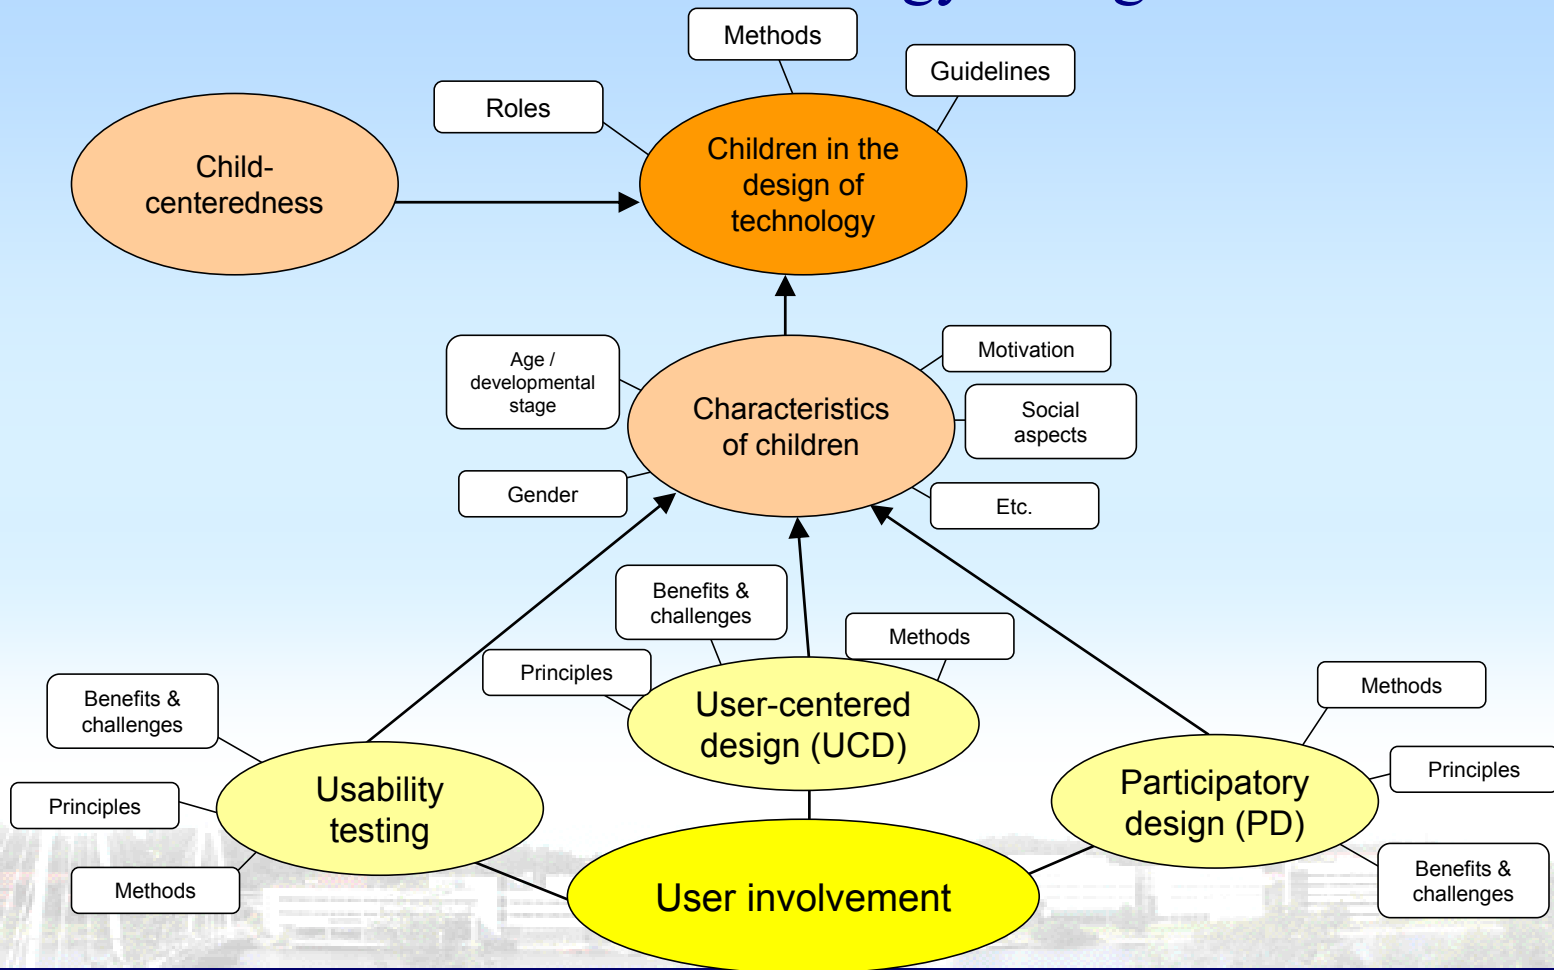 Methods
Guidelines
Roles
Child-
centeredness
Children in the
design of
technology
Age /
developmental
stage
Motivation
Characteristics
of children
Social
aspects
Gender
Etc.
Benefits &
challenges
Methods
Principles
User-centered
design (UCD)
Benefits &
challenges
Principles
Methods
Usability
testing
Methods
Principles
Participatory
design (PD)
Benefits &
challenges
User involvement